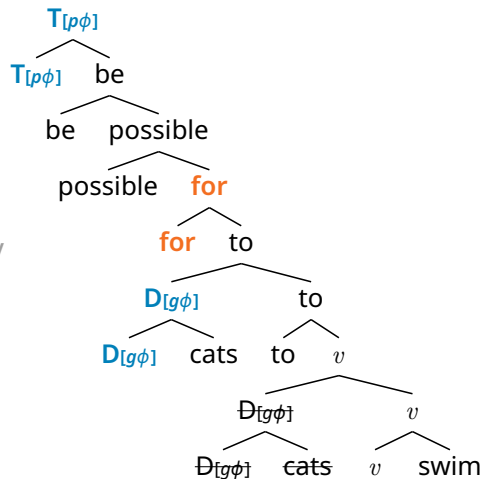 T[pϕ]
T[pϕ] be
be possible
possible for
for to
D[gϕ] to
D[gϕ] cats to v
D[gϕ] v
D[gϕ] cats v swim